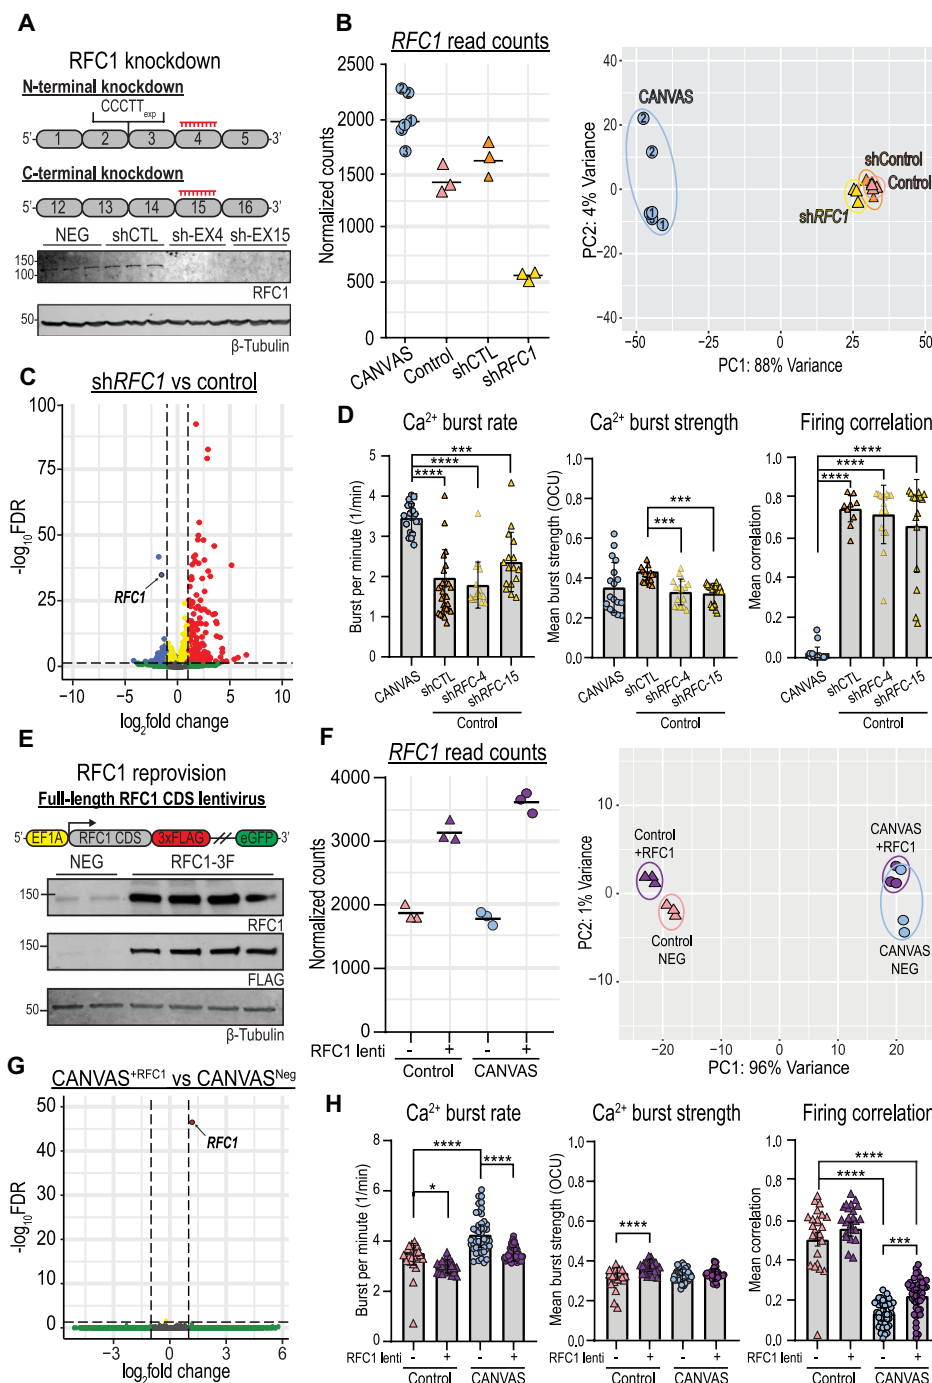 A
RFC1 knockdown
N-terminal knockdown
CCCTTexp
5'- 1 2 3 4 5 -3'
C-terminal knockdown
5'- 12 13 14 15 16 -3'
NEG shCTL sh-EX4 sh-EX15
150
100
RFC1
50
β-Tubulin
B
RFC1 read counts
Normalized counts
2500
2000
1500
1000
500
0
2
3
1
1
2
3
CANVAS Control shCTL shRFC1
PC2: 4% Variance
40
20
0
−20
−40
CANVAS
2
2
1
1
shControl
Control
shRFC1
−50 −25 0 25 50
PC1: 88% Variance
C
shRFC1 vs control
-log10FDR
100
75
50
25
0
RFC1
−10 −5 0 5 10
log2fold change
D
Ca2+ burst rate
Burst per minute (1/min)
5
4
3
2
1
0
***
****
****
CANVAS shCTL shRFC-4 shRFC-15
Control
Ca2+ burst strength
Mean burst strength (OCU)
1.0
0.8
0.6
0.4
0.2
0.0
***
***
CANVAS shCTL shRFC-4 shRFC-15
Control
Firing correlation
Mean correlation
1.0
0.8
0.6
0.4
0.2
0.0
****
****
****
CANVAS shCTL shRFC-4 shRFC-15
Control
E
RFC1 reprovision
Full-length RFC1 CDS lentivirus
5'- EF1A RFC1 CDS 3xFLAG eGFP -3'
NEG RFC1-3F
150
RFC1
150
FLAG
50
β-Tubulin
F
RFC1 read counts
Normalized counts
4000
3000
2000
1000
0
RFC1 lenti - + - +
Control CANVAS
PC2: 1% Variance
10
0
−10
Control
+RFC1
Control
NEG
CANVAS
+RFC1
CANVAS
NEG
−20 −10 0 10 20
PC1: 96% Variance
G
CANVAS+RFC1 vs CANVASNeg
-log10FDR
50
40
30
20
10
0
RFC1
−3 0 3 6
log2fold change
H
Ca2+ burst rate
Burst per minute (1/min)
8
6
4
2
0
****
****
*
RFC1 lenti - + - +
Control CANVAS
Ca2+ burst strength
Mean burst strength (OCU)
1.0
0.8
0.6
0.4
0.2
0.0
****
RFC1 lenti - + - +
Control CANVAS
Firing correlation
Mean correlation
1.0
0.8
0.6
0.4
0.2
0.0
****
****
***
- + - +
Control CANVAS